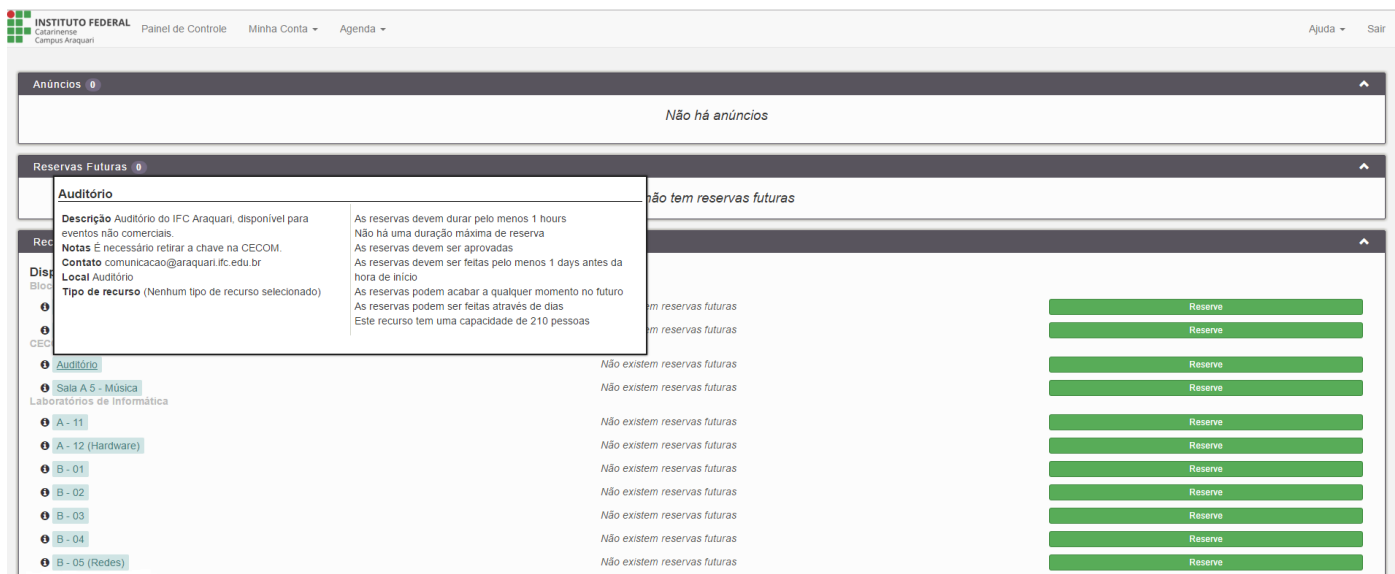 INSTITUTO FEDERAL
Catarinense
Campus Araquari
Painel de Controle Minha Conta Agenda Ajuda Sair
Anúncios 0
Não há anúncios
Reservas Futuras 0
não tem reservas futuras
Auditório
Descrição Auditório do IFC Araquari, disponível para
eventos não comerciais.
Notas É necessário retirar a chave na CECOM.
Contato comunicacao@araquari.ifc.edu.br
Local Auditório
Tipo de recurso (Nenhum tipo de recurso selecionado)
As reservas devem durar pelo menos 1 hours
Não há uma duração máxima de reserva
As reservas devem ser aprovadas
As reservas devem ser feitas pelo menos 1 days antes da
hora de início
As reservas podem acabar a qualquer momento no futuro
As reservas podem ser feitas através de dias
Este recurso tem uma capacidade de 210 pessoas
reservas futuras Reserve
reservas futuras Reserve
Auditório Não existem reservas futuras Reserve
Sala A 5 - Música Não existem reservas futuras Reserve
Laboratórios de Informática
A - 11 Não existem reservas futuras Reserve
A - 12 (Hardware) Não existem reservas futuras Reserve
B - 01 Não existem reservas futuras Reserve
B - 02 Não existem reservas futuras Reserve
B - 03 Não existem reservas futuras Reserve
B - 04 Não existem reservas futuras Reserve
B - 05 (Redes) Não existem reservas futuras Reserve